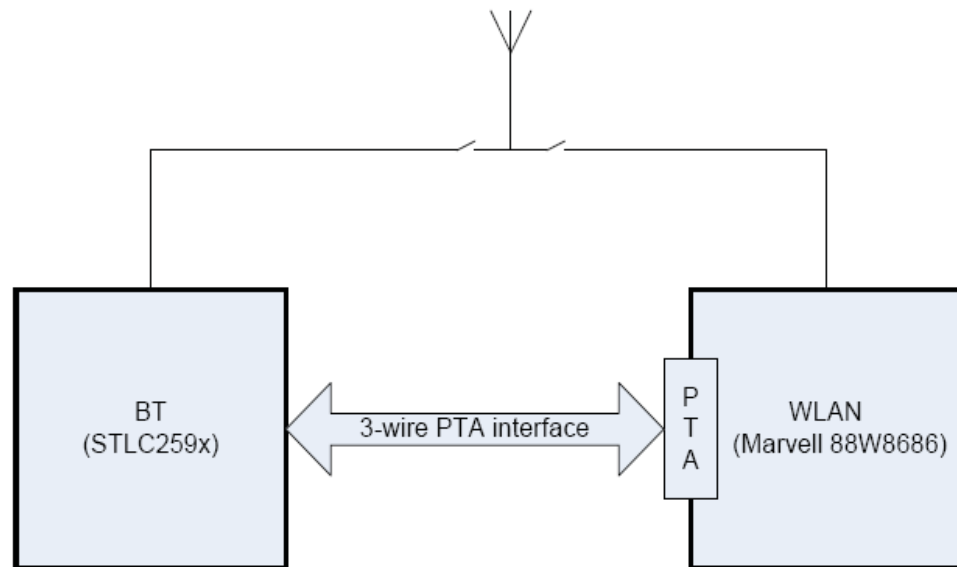 BT
(STLC259x)
3-wire PTA interface
P
T
A
WLAN
(Marvell 88W8686)